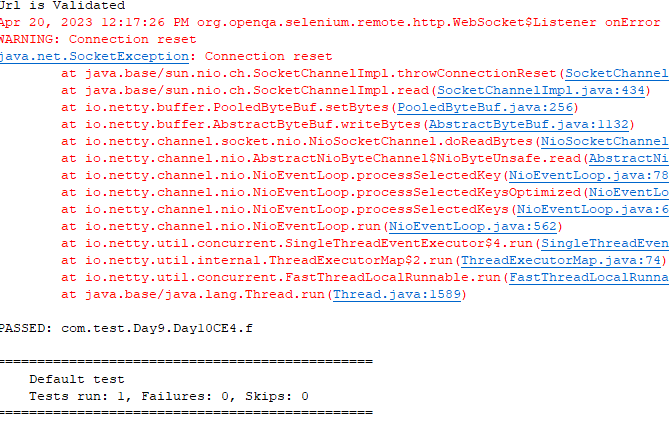 Url is Validated
Apr 20, 2023 12:17:26 PM org.openqa.selenium.remote.http.WebSocket$Listener onError
WARNING: Connection reset
java.net.SocketException: Connection reset
at java.base/sun.nio.ch.SocketChannelImpl.throwConnectionReset(SocketChannel
at java.base/sun.nio.ch.SocketChannelImpl.read(SocketChannelImpl.java:434)
at io.netty.buffer.PooledByteBuf.setBytes(PooledByteBuf.java:256)
at io.netty.buffer.AbstractByteBuf.writeBytes(AbstractByteBuf.java:1132)
at io.netty.channel.socket.nio.NioSocketChannel.doReadBytes(NioSocketChannel
at io.netty.channel.nio.AbstractNioByteChannel$NioByteUnsafe.read(AbstractNi
at io.netty.channel.nio.NioEventLoop.processSelectedKey(NioEventLoop.java:78
at io.netty.channel.nio.NioEventLoop.processSelectedKeysOptimized(NioEventLo
at io.netty.channel.nio.NioEventLoop.processSelectedKeys(NioEventLoop.java:6
at io.netty.channel.nio.NioEventLoop.run(NioEventLoop.java:562)
at io.netty.util.concurrent.SingleThreadEventExecutor$4.run(SingleThreadEven
at io.netty.util.internal.ThreadExecutorMap$2.run(ThreadExecutorMap.java:74)
at io.netty.util.concurrent.FastThreadLocalRunnable.run(FastThreadLocalRunna
at java.base/java.lang.Thread.run(Thread.java:1589)
PASSED: com.test.Day9.Day10CE4.f
===============================================
Default test
Tests run: 1, Failures: 0, Skips: 0
===============================================